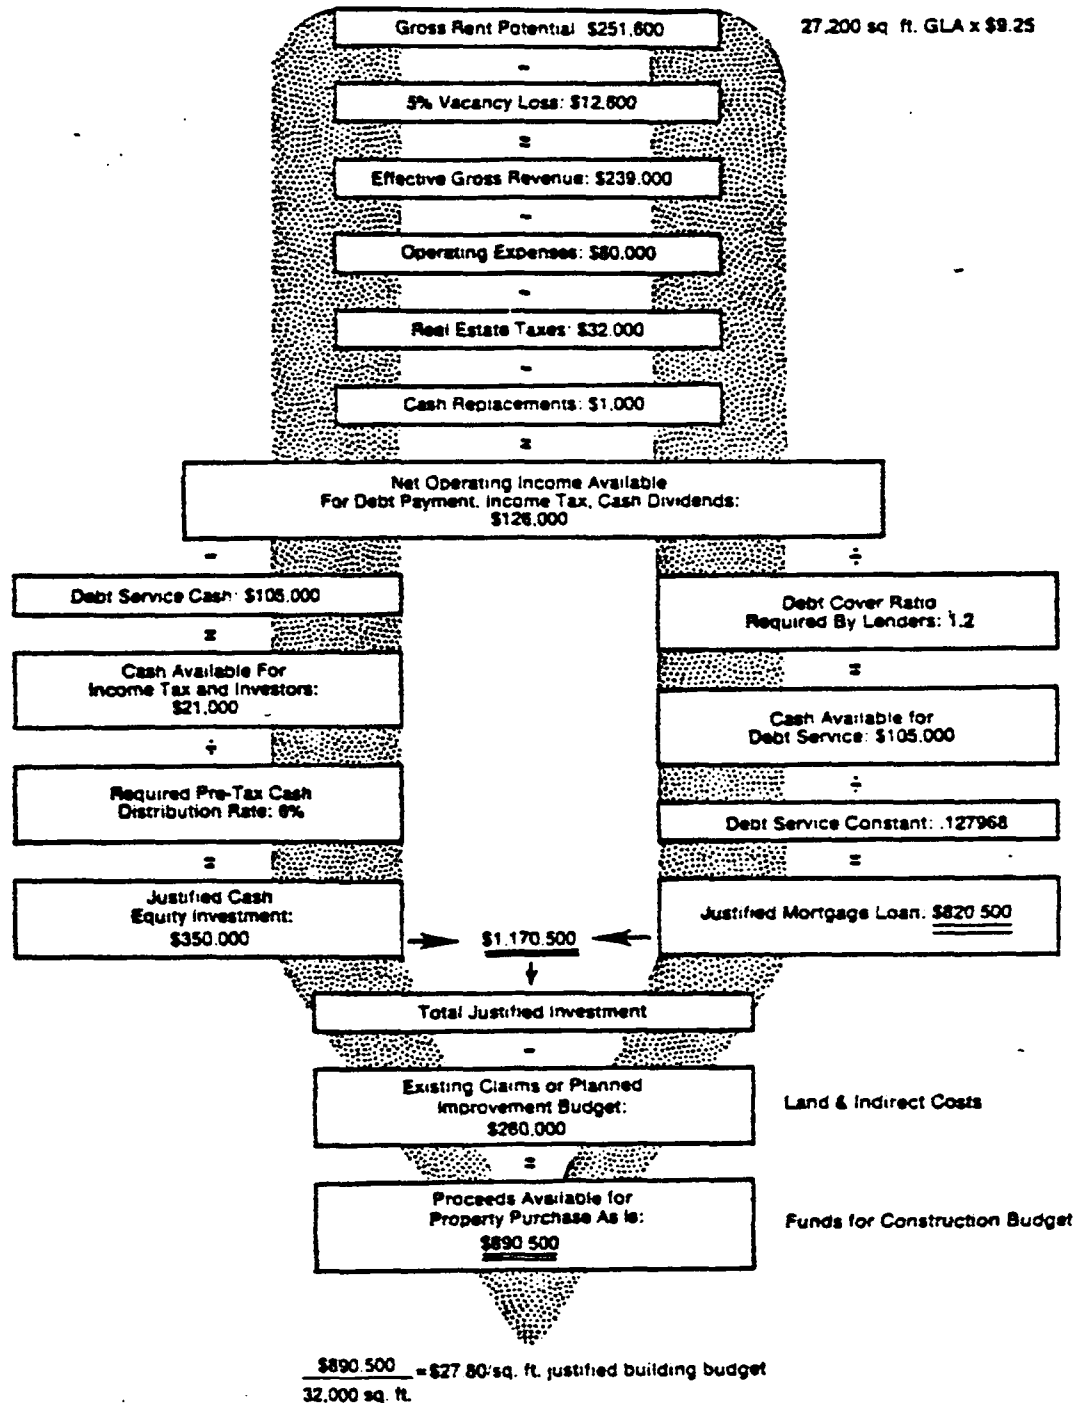 Gross Rent Potential $251,600
27,200 sq ft. GLA x $9.25
-
5% Vacancy Loss: $12,600
=
Effective Gross Revenue: $239.000
-
Operating Expenses: $80.000
-
Real Estate Taxes: $32.000
-
Cash Replacements: $1,000
=
Net Operating Income Available
For Debt Payment, Income Tax, Cash Dividends:
$126,000
-
Debt Service Cash: $105.000
=
Cash Available For
Income Tax and Investors:
$21,000
÷
Required Pre-Tax Cash
Distribution Rate: 6%
=
Justified Cash
Equity Investment:
$350.000
÷
Debt Cover Ratio
Required By Lenders: 1.2
=
Cash Available for
Debt Service: $105.000
÷
Debt Service Constant: .127968
=
Justified Mortgage Loan: $820 500
$1.170.500
Total Justified Investment
-
Existing Claims or Planned
Improvement Budget:
$280,000
Land & Indirect Costs
=
Proceeds Available for
Property Purchase As Is:
$890 500
Funds for Construction Budget
$890.500
32,000 sq. ft.
= $27 80/sq. ft. justified building budget